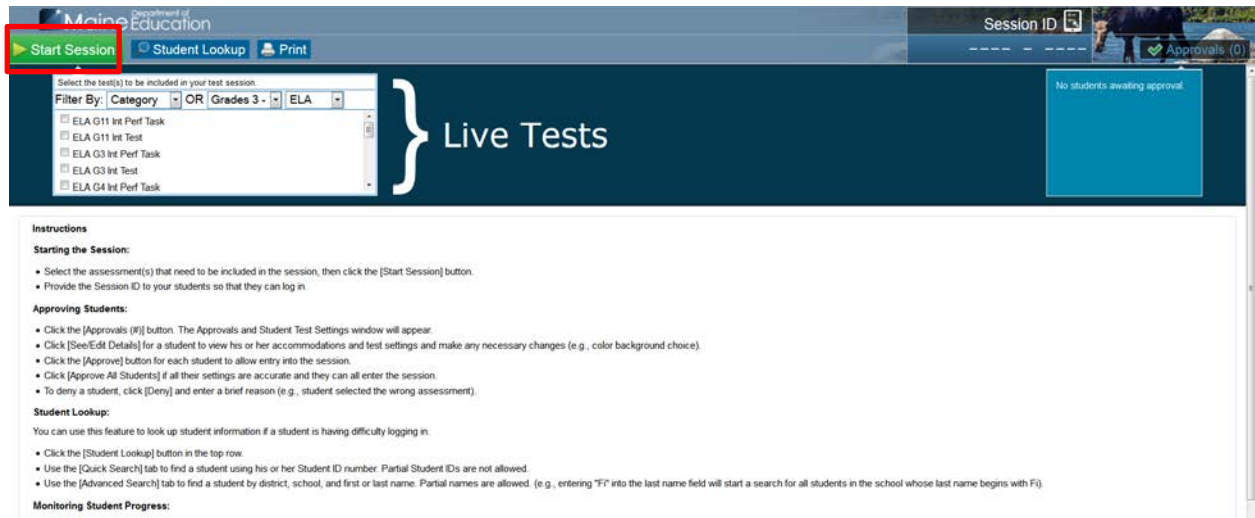 Maine Department of Education
Session ID
Start Session
Student Lookup
Print
---- - ----
Approvals (0)
Select the test(s) to be included in your test session.
Filter By: Category OR Grades 3 - ELA
ELA G11 Int Perf Task
ELA G11 Int Test
ELA G3 Int Perf Task
ELA G3 Int Test
ELA G4 Int Perf Task
Live Tests
No students awaiting approval.
Instructions
Starting the Session:
• Select the assessment(s) that need to be included in the session, then click the [Start Session] button.
• Provide the Session ID to your students so that they can log in.
Approving Students:
• Click the [Approvals (#)] button. The Approvals and Student Test Settings window will appear.
• Click [See/Edit Details] for a student to view his or her accommodations and test settings and make any necessary changes (e.g., color background choice).
• Click the [Approve] button for each student to allow entry into the session.
• Click [Approve All Students] if all their settings are accurate and they can all enter the session.
• To deny a student, click [Deny] and enter a brief reason (e.g., student selected the wrong assessment).
Student Lookup:
You can use this feature to look up student information if a student is having difficulty logging in.
• Click the [Student Lookup] button in the top row.
• Use the [Quick Search] tab to find a student using his or her Student ID number. Partial Student IDs are not allowed.
• Use the [Advanced Search] tab to find a student by district, school, and first or last name. Partial names are allowed. (e.g., entering "Fi" into the last name field will start a search for all students in the school whose last name begins with Fi).
Monitoring Student Progress: